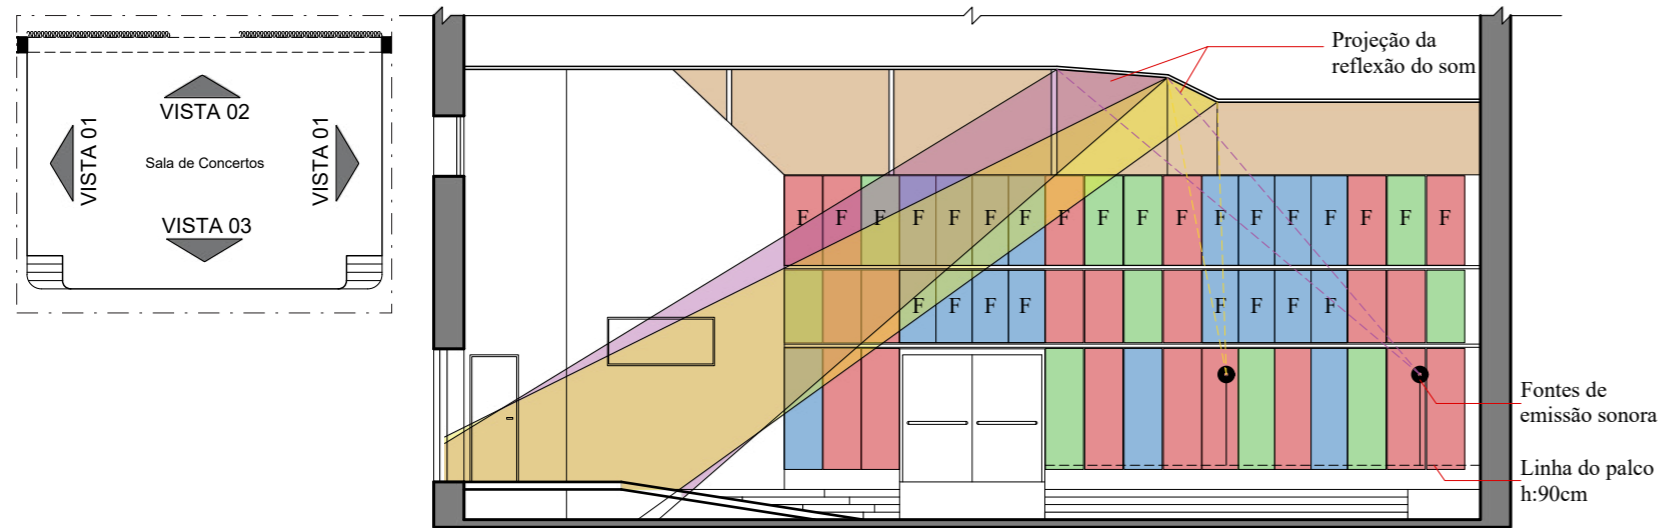 VISTA 02
VISTA 01
Sala de Concertos
VISTA 01
VISTA 03
Projeção da
reflexão do som
F F F F F F F F F F F F F F F F F F
F F F F F F F F
Fontes de
emissão sonora
Linha do palco
h:90cm